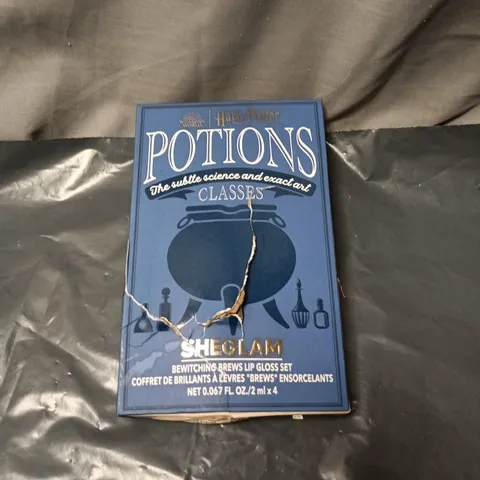 Harry Potter
POTIONS
The subtle science and exact art
CLASSES
SHEGLAM
BEWITCHING BREWS LIP GLOSS SET
COFFRET DE BRILLANTS À LÈVRES "BREWS" ENSORCELANTS
NET 0.067 FL. OZ./2 ml x 4